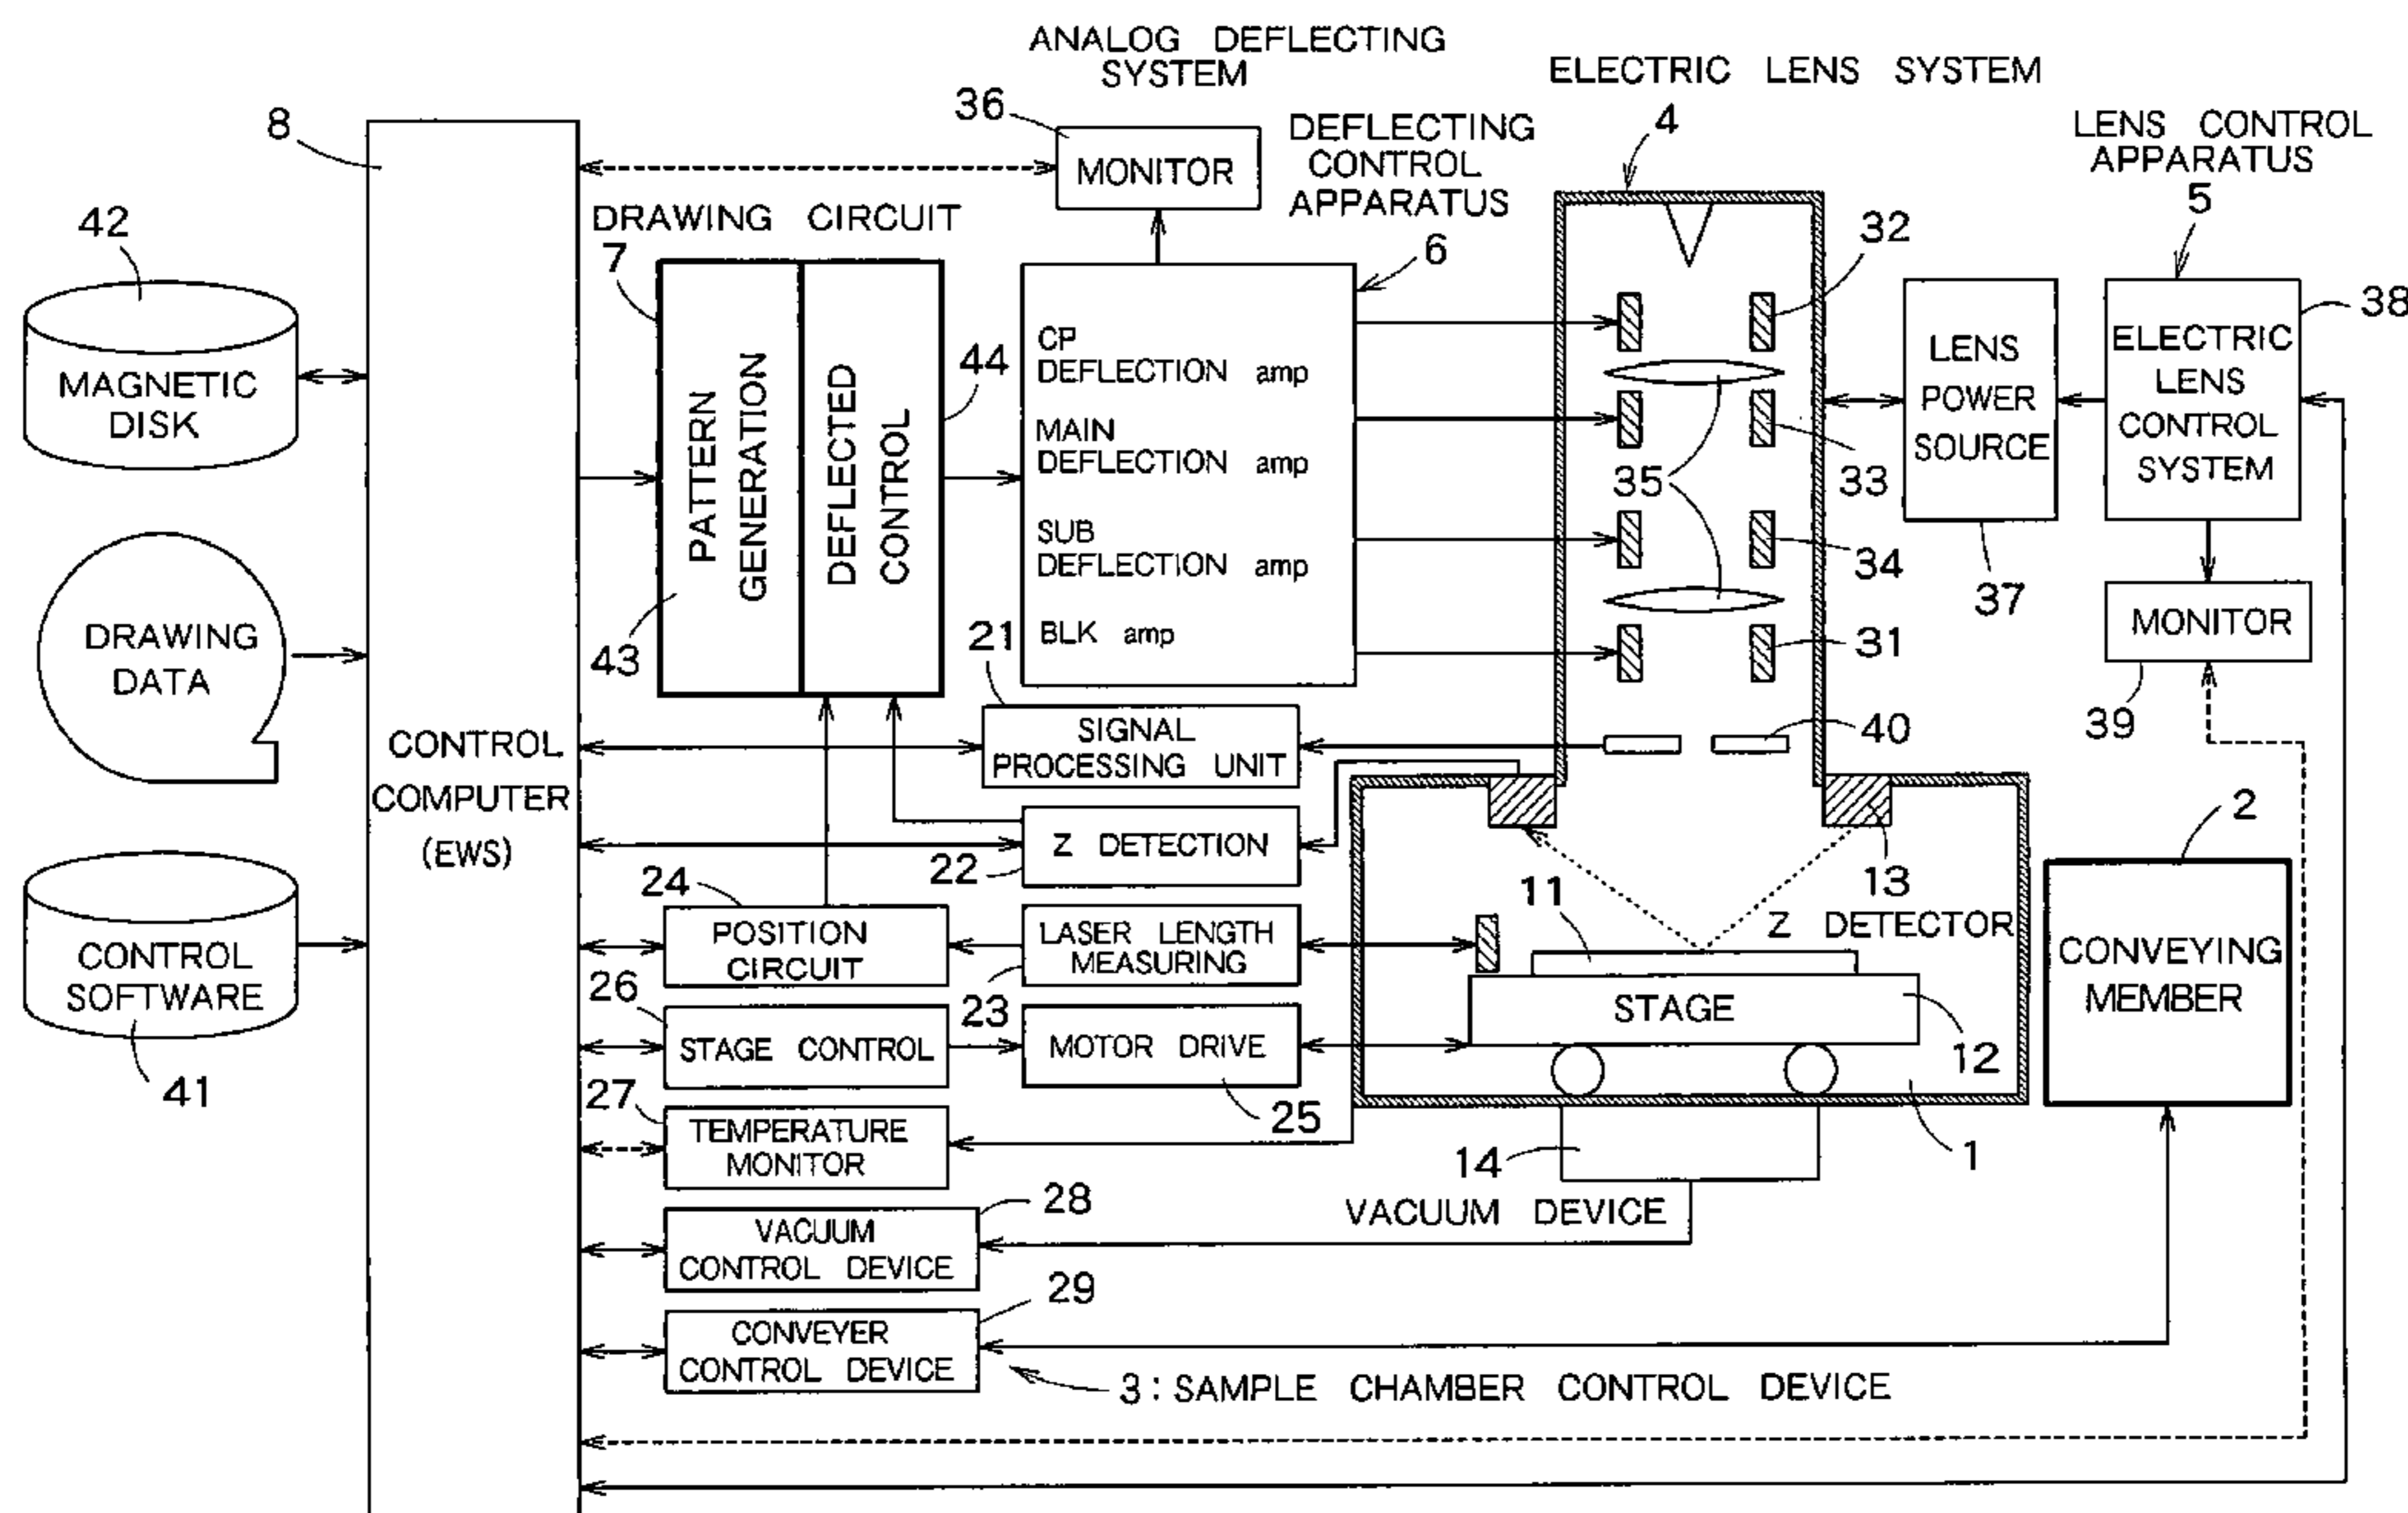 ANALOG DEFLECTING
SYSTEM
ELECTRIC LENS SYSTEM
36
MONITOR
DEFLECTING
CONTROL
APPARATUS
4
LENS CONTROL
APPARATUS
5
8
42
MAGNETIC
DISK
DRAWING CIRCUIT
7
6
32
38
PATTERN
GENERATION
43
DEFLECTED
CONTROL
44
CP
DEFLECTION amp
MAIN
DEFLECTION amp
SUB
DEFLECTION amp
BLK amp
35
33
34
31
LENS
POWER
SOURCE
37
ELECTRIC
LENS
CONTROL
SYSTEM
MONITOR
39
DRAWING
DATA
CONTROL
COMPUTER
(EWS)
21
SIGNAL
PROCESSING UNIT
40
22
Z DETECTION
13
Z DETECTOR
2
CONVEYING
MEMBER
CONTROL
SOFTWARE
41
24
POSITION
CIRCUIT
23
LASER LENGTH
MEASURING
11
STAGE
12
26
STAGE CONTROL
MOTOR DRIVE
25
1
27
TEMPERATURE
MONITOR
14
VACUUM DEVICE
28
VACUUM
CONTROL DEVICE
29
CONVEYER
CONTROL DEVICE
3 : SAMPLE CHAMBER CONTROL DEVICE